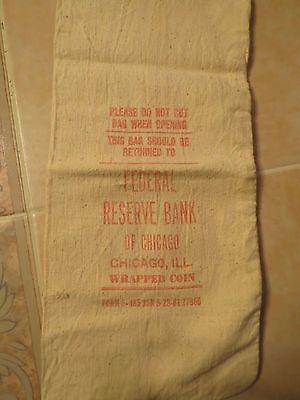 PLEASE DO NOT CUT
BAG WHEN OPENING
THIS BAG SHOULD BE
RETURNED TO
FEDERAL
RESERVE BANK
OF CHICAGO
CHICAGO, ILL.
WRAPPED COIN
FORM